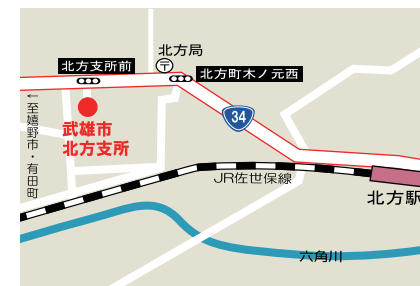 北方局
北方支所前
北方町木ノ元西
←至嬉野市・有田町
武雄市
北方支所
34
JR佐世保線
北方駅
六角川